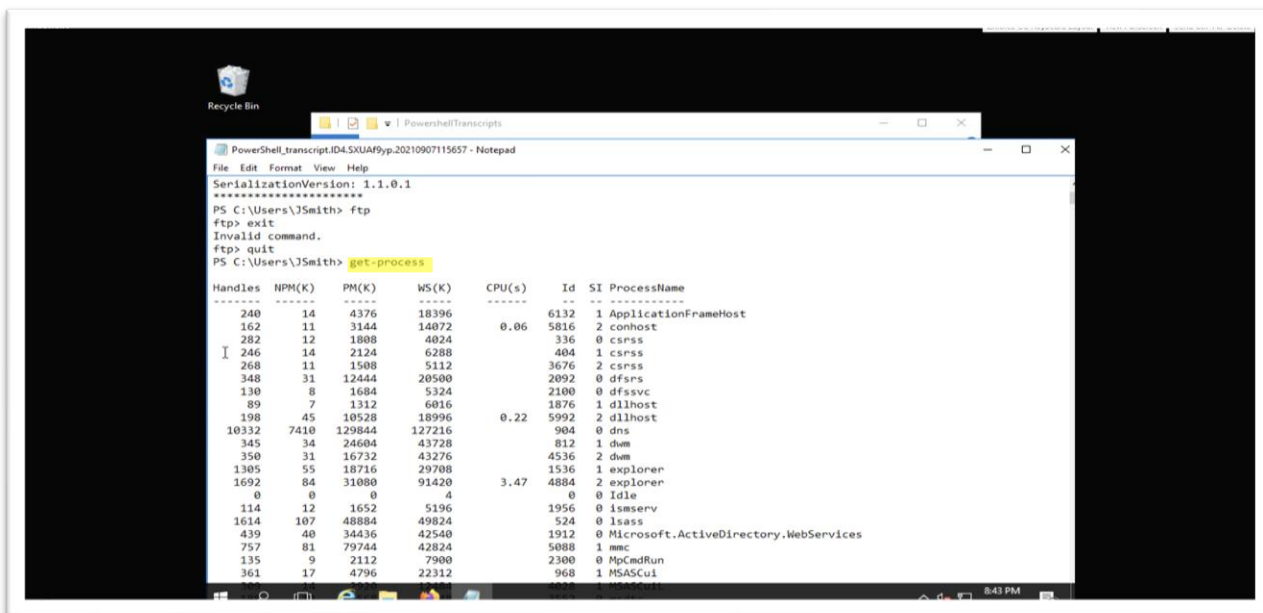 Recycle Bin
PowershellTranscripts
PowerShell_transcript.ID4.SXUAf9yp.20210907115657 - Notepad
File Edit Format View Help
SerializationVersion: 1.1.0.1
**********************
PS C:\Users\JSmith> ftp
ftp> exit
Invalid command.
ftp> quit
PS C:\Users\JSmith> get-process
Handles NPM(K) PM(K) WS(K) CPU(s) Id SI ProcessName
------- ------ ----- ----- ------ -- -- -----------
240 14 4376 18396 6132 1 ApplicationFrameHost
162 11 3144 14072 0.06 5816 2 conhost
282 12 1808 4024 336 0 csrss
246 14 2124 6288 404 1 csrss
268 11 1508 5112 3676 2 csrss
348 31 12444 20500 2092 0 dfsrs
130 8 1684 5324 2100 0 dfssvc
89 7 1312 6016 1876 1 dllhost
198 45 10528 18996 0.22 5992 2 dllhost
10332 7410 129844 127216 904 0 dns
345 34 24604 43728 812 1 dwm
350 31 16732 43276 4536 2 dwm
1305 55 18716 29708 1536 1 explorer
1692 84 31080 91420 3.47 4884 2 explorer
0 0 0 4 0 0 Idle
114 12 1652 5196 1956 0 ismserv
1614 107 48884 49824 524 0 lsass
439 40 34436 42540 1912 0 Microsoft.ActiveDirectory.WebServices
757 81 79744 42824 5088 1 mmc
135 9 2112 7900 2300 0 MpCmdRun
361 17 4796 22312 968 1 MSASCui
8:43 PM